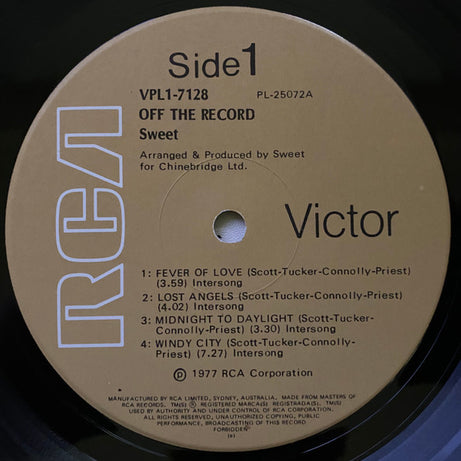 Side 1
VPL1-7128 PL-25072A
OFF THE RECORD
Sweet
Arranged & Produced by Sweet
for Chinebridge Ltd.
RCA Victor
1: FEVER OF LOVE (Scott-Tucker-Connolly-Priest)
(3.59) Intersong
2: LOST ANGELS (Scott-Tucker-Connolly-Priest)
(4.02) Intersong
3: MIDNIGHT TO DAYLIGHT (Scott-Tucker-
Connolly-Priest) (3.30) Intersong
4: WINDY CITY (Scott-Tucker-Connolly-
Priest) (7.27) Intersong
Ⓟ 1977 RCA Corporation
MANUFACTURED BY RCA LIMITED, SYDNEY, AUSTRALIA, MADE FROM MASTERS OF
RCA RECORDS. TM(S) ® REGISTERED MARCA(S) REGISTRADA(S). TM(S)
USED BY AUTHORITY AND UNDER CONTROL OF RCA CORPORATION.
ALL RIGHTS RESERVED, UNAUTHORIZED COPYING, PUBLIC
PERFORMANCE, BROADCASTING OF THIS RECORD
FORBIDDEN